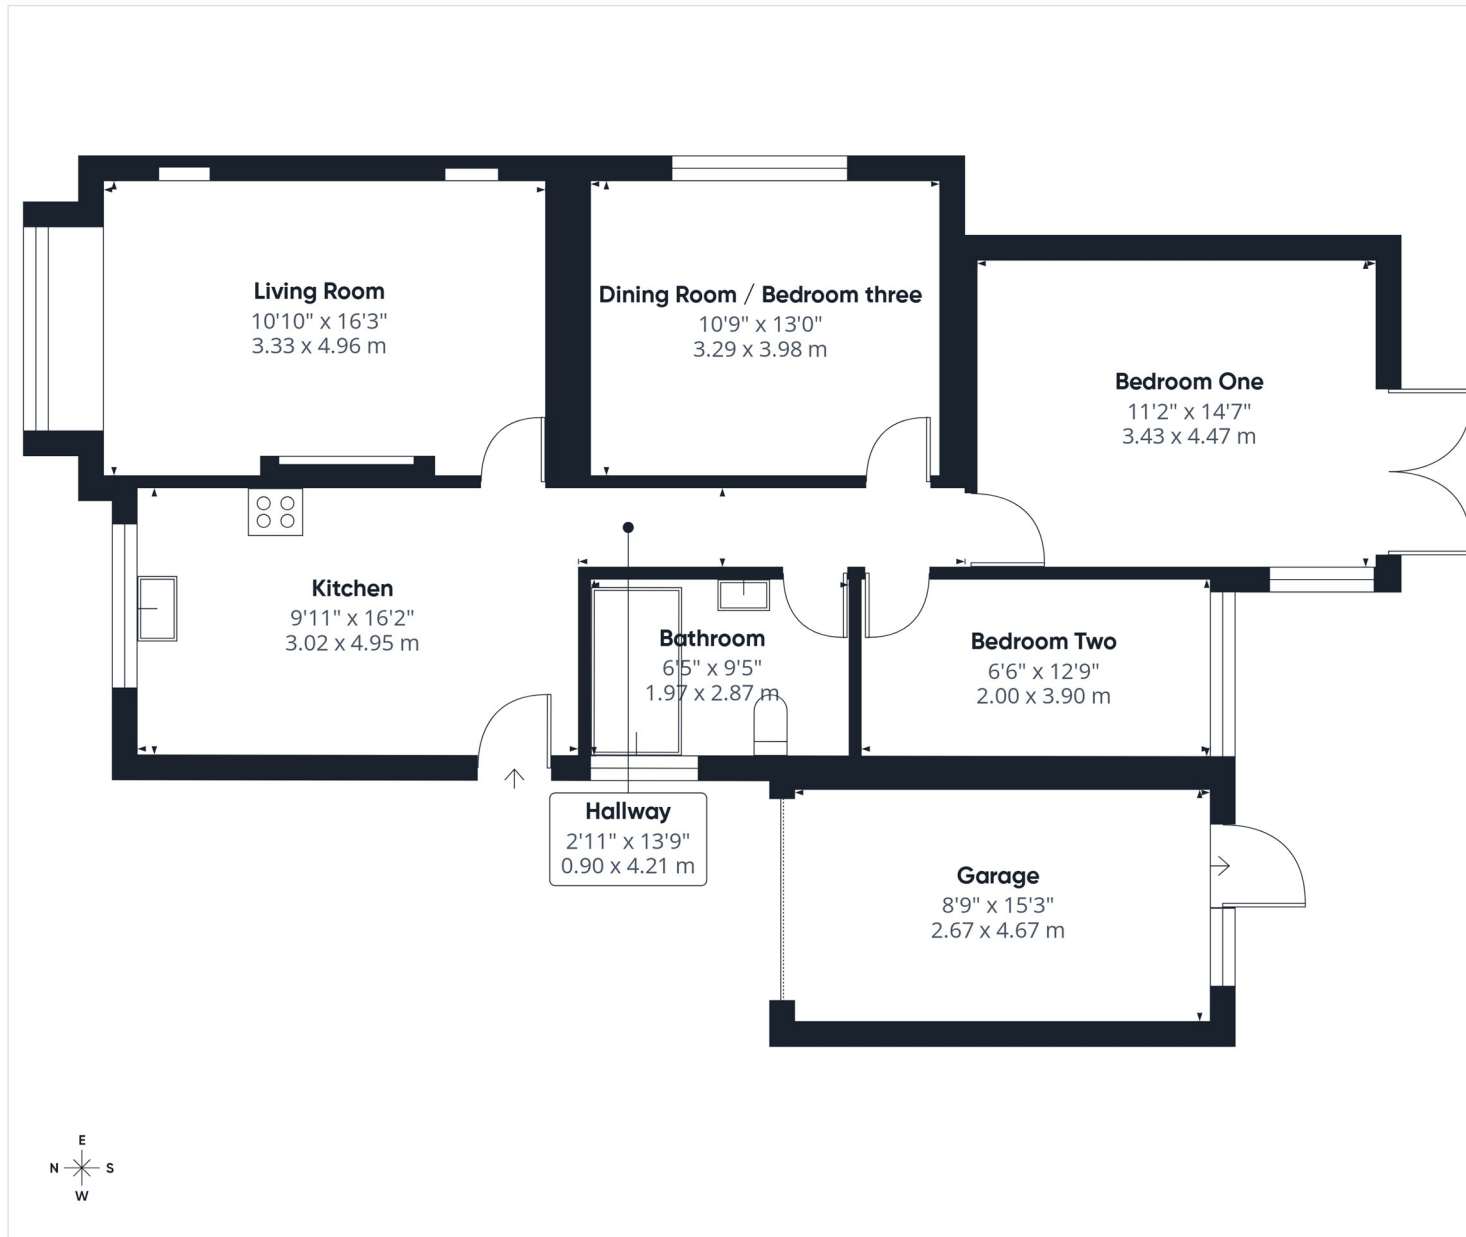 Living Room
10'10" x 16'3"
3.33 x 4.96 m
Dining Room / Bedroom three
10'9" x 13'0"
3.29 x 3.98 m
Bedroom One
11'2" x 14'7"
3.43 x 4.47 m
Kitchen
9'11" x 16'2"
3.02 x 4.95 m
Bathroom
6'5" x 9'5"
1.97 x 2.87 m
Bedroom Two
6'6" x 12'9"
2.00 x 3.90 m
Hallway
2'11" x 13'9"
0.90 x 4.21 m
Garage
8'9" x 15'3"
2.67 x 4.67 m
E
N S
W